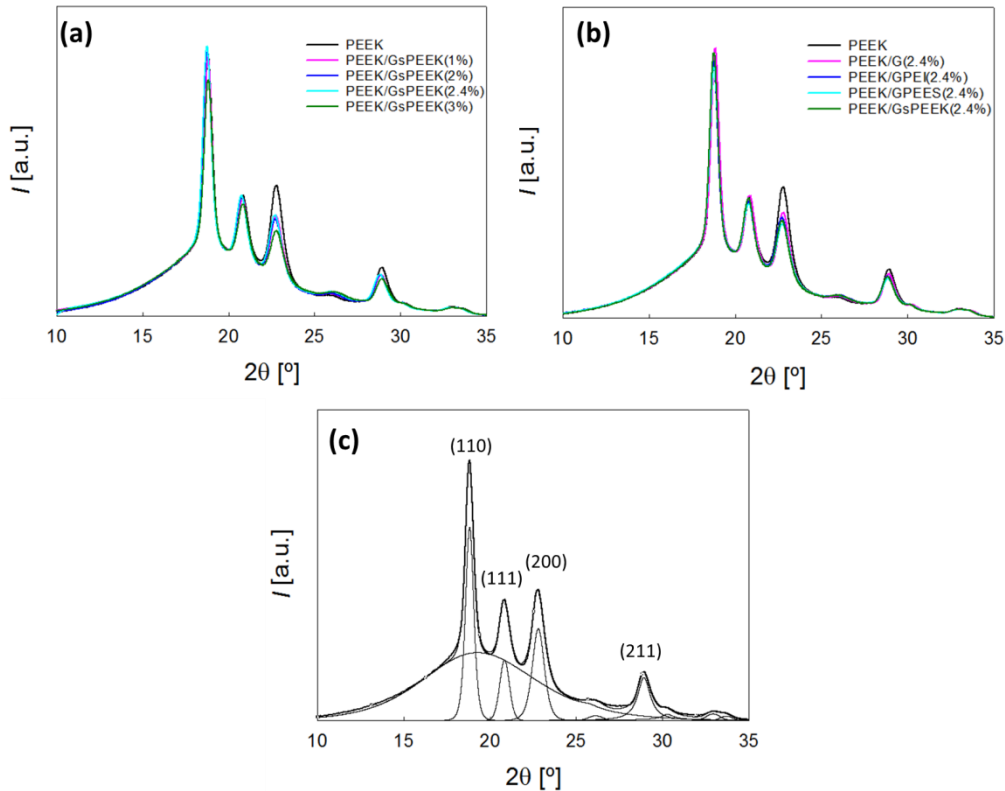 (a)
PEEK
PEEK/GsPEEK(1%)
PEEK/GsPEEK(2%)
PEEK/GsPEEK(2.4%)
PEEK/GsPEEK(3%)
I [a.u.]
10 15 20 25 30 35
2θ [º]
(b)
PEEK
PEEK/G(2.4%)
PEEK/GPEI(2.4%)
PEEK/GPEES(2.4%)
PEEK/GsPEEK(2.4%)
I [a.u.]
10 15 20 25 30 35
2θ [º]
(c)
(110)
(111)
(200)
(211)
I [a.u.]
10 15 20 25 30 35
2θ [º]